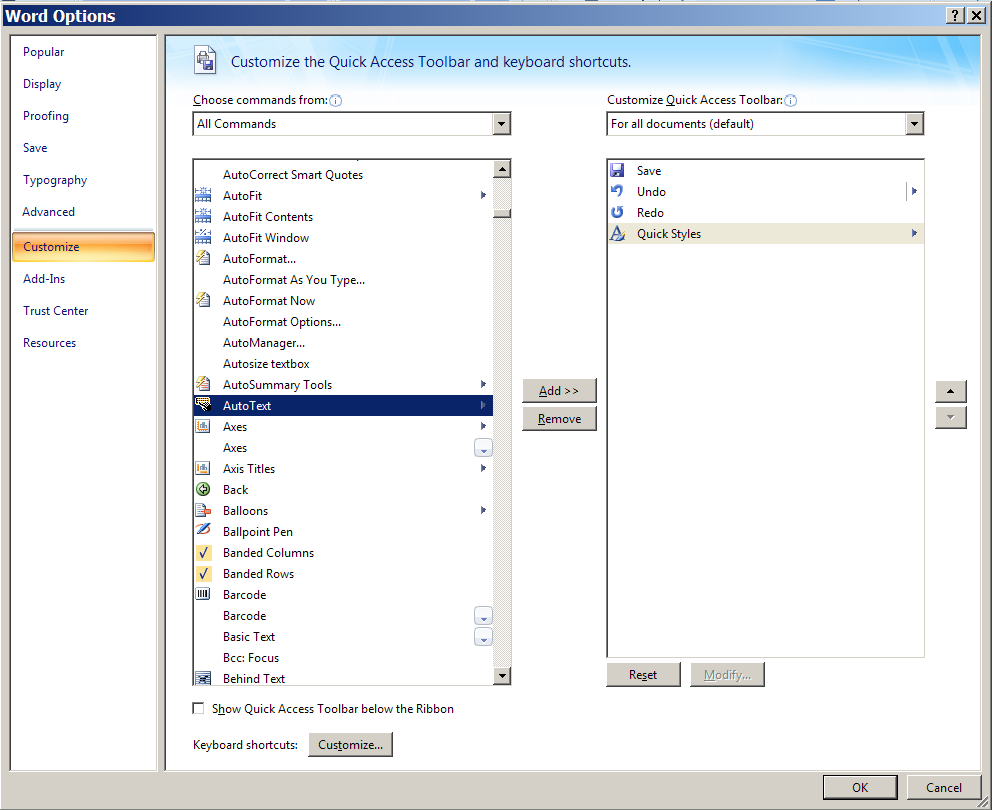 Word Options
Popular
Display
Proofing
Save
Typography
Advanced
Customize
Add-Ins
Trust Center
Resources
Customize the Quick Access Toolbar and keyboard shortcuts.
Choose commands from:
All Commands
AutoCorrect Smart Quotes
AutoFit
AutoFit Contents
AutoFit Window
AutoFormat...
AutoFormat As You Type...
AutoFormat Now
AutoFormat Options...
AutoManager...
Autosize textbox
AutoSummary Tools
AutoText
Axes
Axes
Axis Titles
Back
Balloons
Ballpoint Pen
Banded Columns
Banded Rows
Barcode
Barcode
Basic Text
Bcc: Focus
Behind Text
Add >>
Remove
Customize Quick Access Toolbar:
For all documents (default)
Save
Undo
Redo
Quick Styles
Reset
Modify...
Show Quick Access Toolbar below the Ribbon
Keyboard shortcuts:
Customize...
OK
Cancel